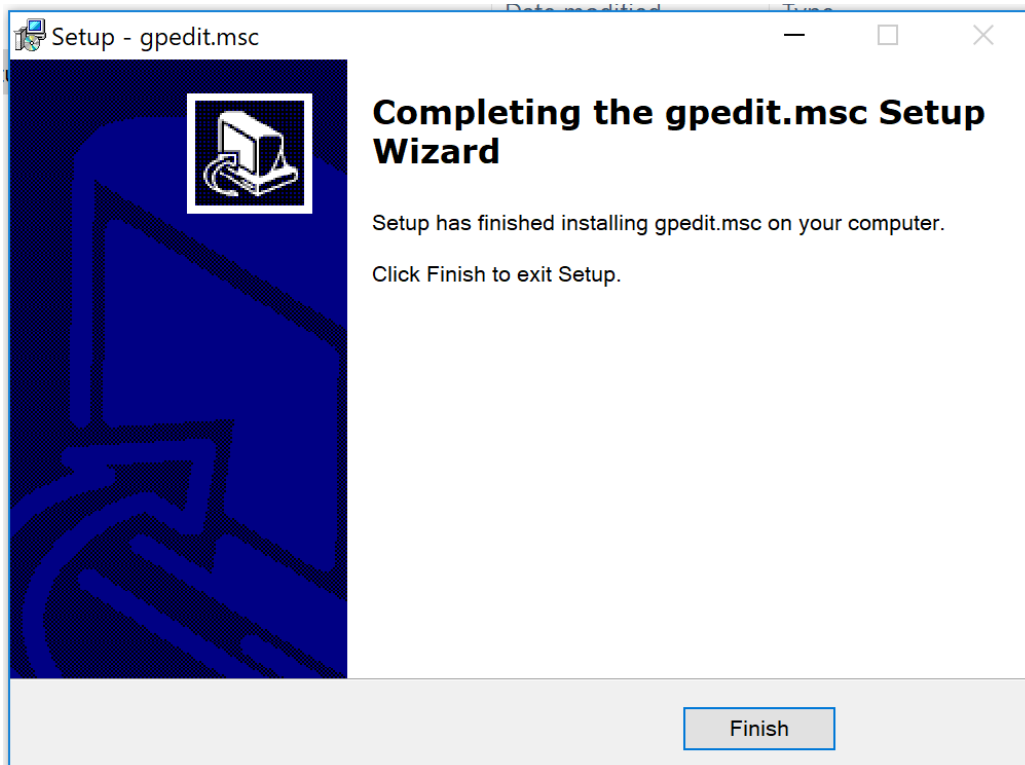 Setup - gpedit.msc
Completing the gpedit.msc Setup
Wizard
Setup has finished installing gpedit.msc on your computer.
Click Finish to exit Setup.
Finish